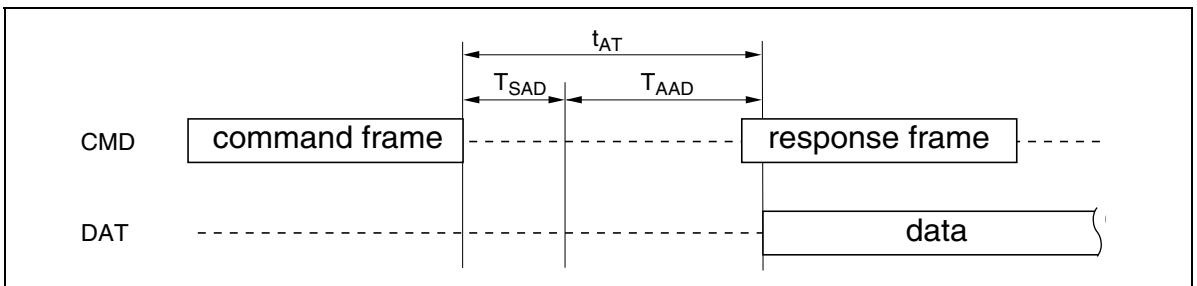 tAT
TSAD TAAD
CMD command frame response frame
DAT data